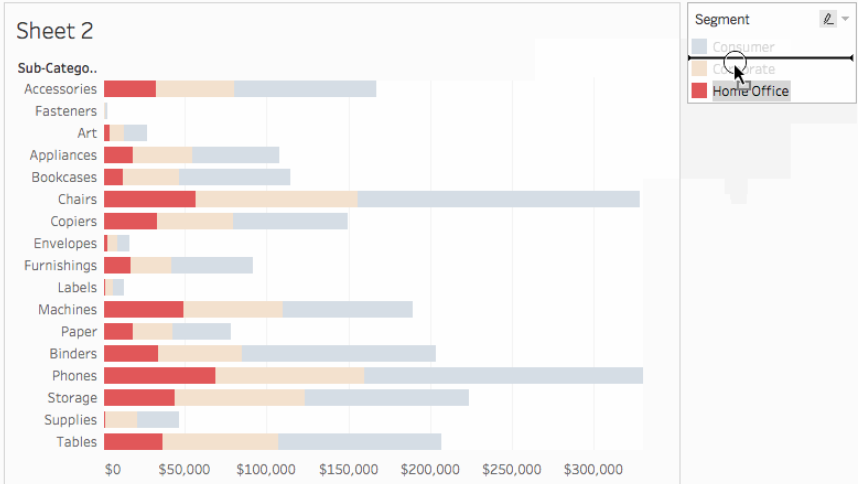 Sheet 2
Sub-Catego..
Accessories
Fasteners
Art
Appliances
Bookcases
Chairs
Copiers
Envelopes
Furnishings
Labels
Machines
Paper
Binders
Phones
Storage
Supplies
Tables
$0 $50,000 $100,000 $150,000 $200,000 $250,000 $300,000
Segment
Consumer
Corporate
Home Office